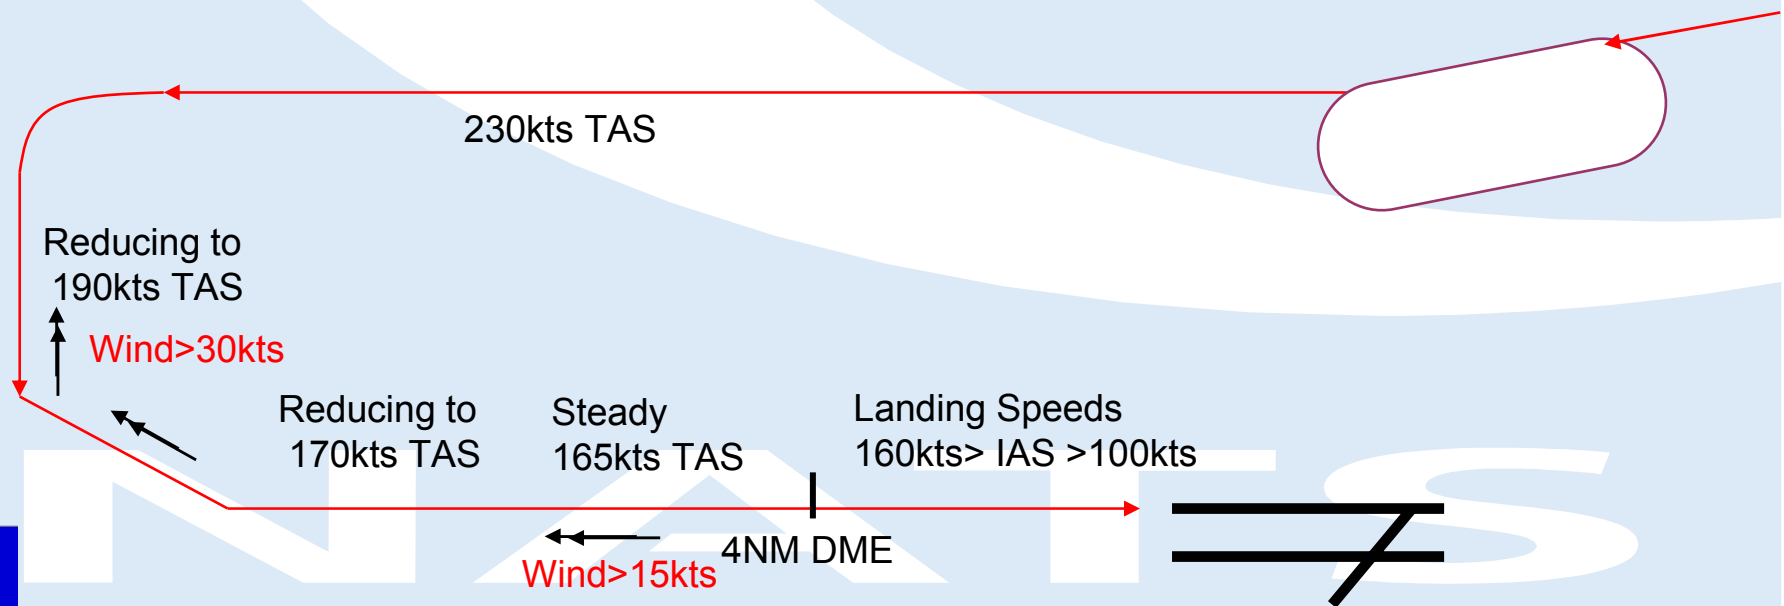 230kts TAS
Reducing to
190kts TAS
Wind>30kts
Reducing to
170kts TAS
Steady
165kts TAS
Landing Speeds
160kts> IAS >100kts
4NM DME
Wind>15kts
NATS